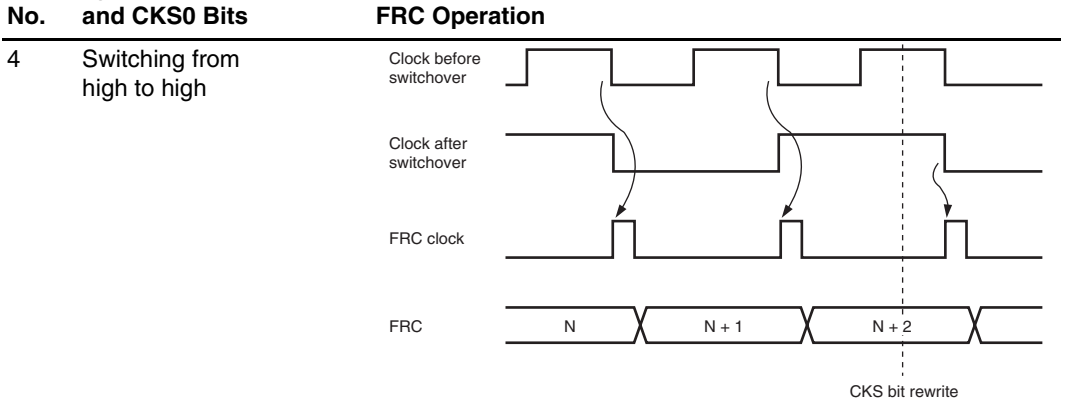 No. and CKS0 Bits FRC Operation
4 Switching from high to high
Clock before switchover
Clock after switchover
FRC clock
FRC N N + 1 N + 2
CKS bit rewrite